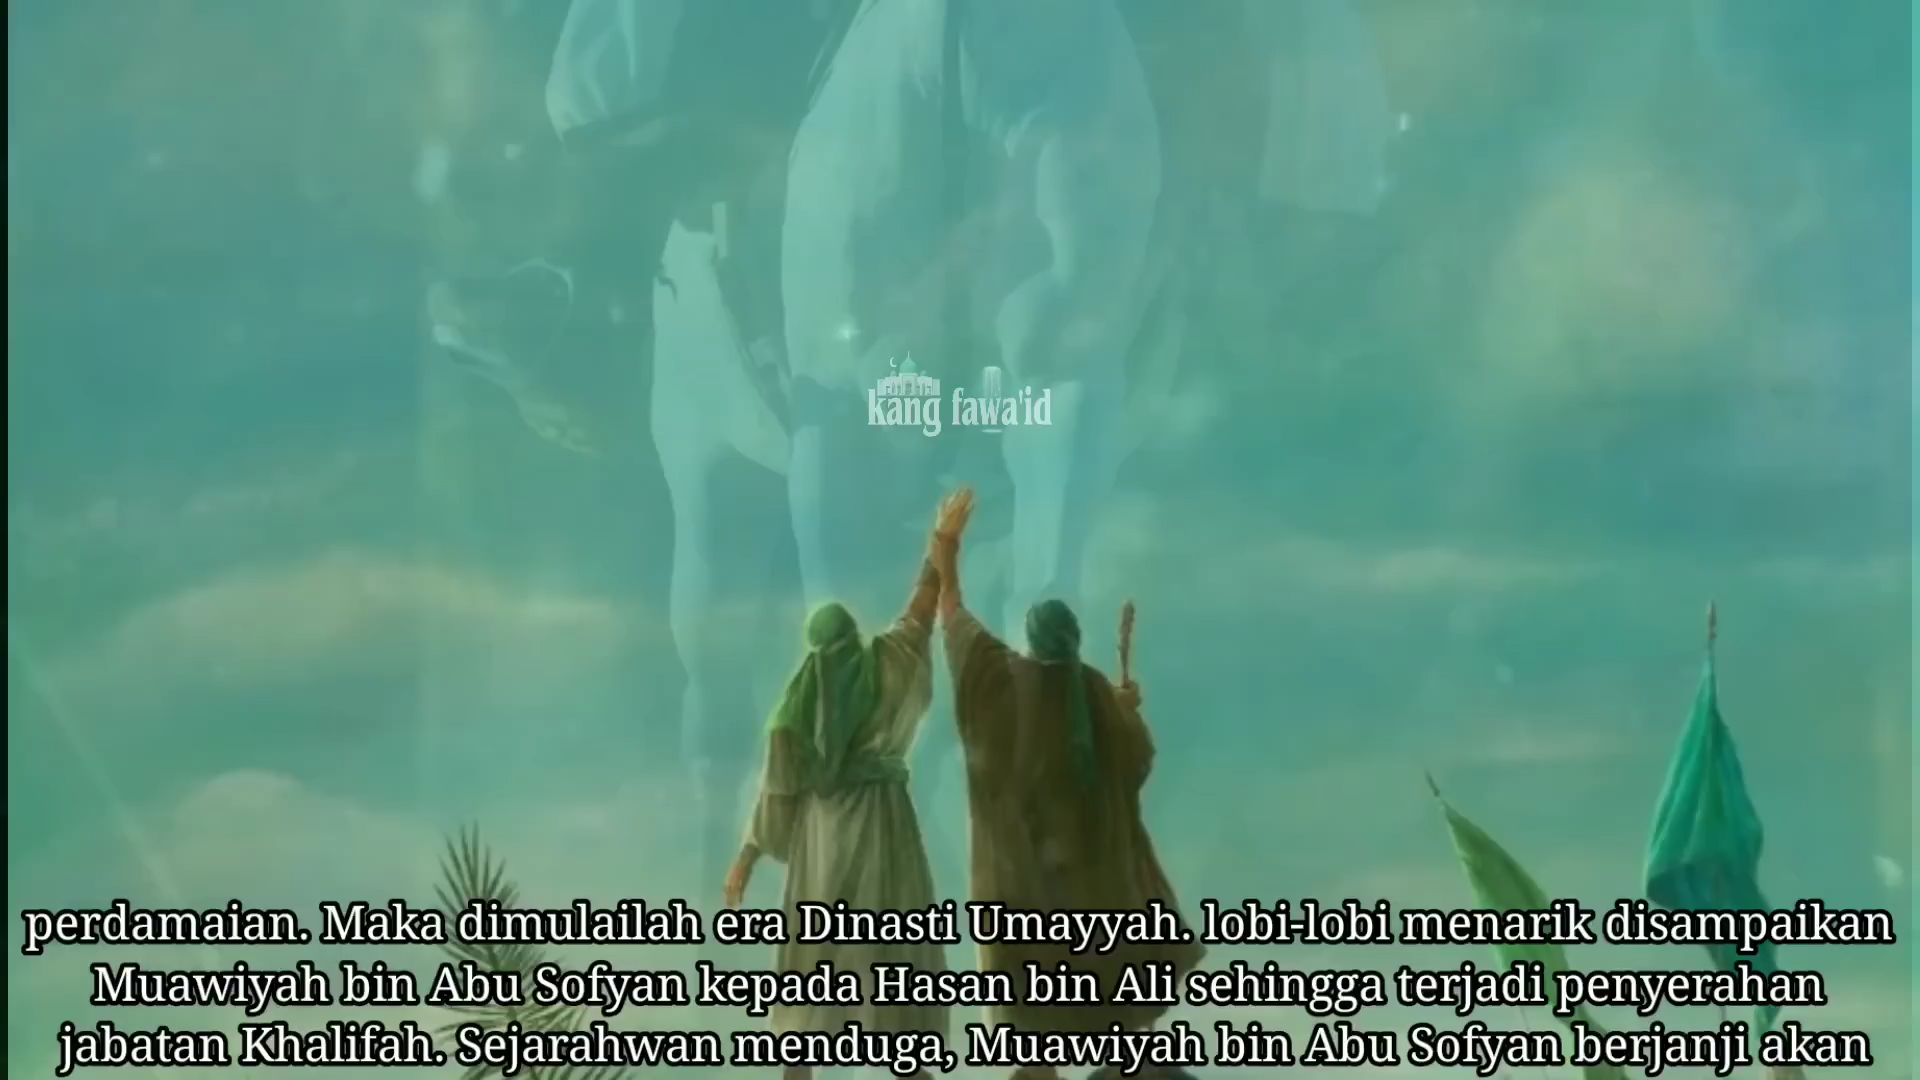 kang fawa'id
perdamaian. Maka dimulailah era Dinasti Umayyah. lobi-lobi menarik disampaikan
Muawiyah bin Abu Sofyan kepada Hasan bin Ali sehingga terjadi penyerahan
jabatan Khalifah. Sejarahwan menduga, Muawiyah bin Abu Sofyan berjanji akan